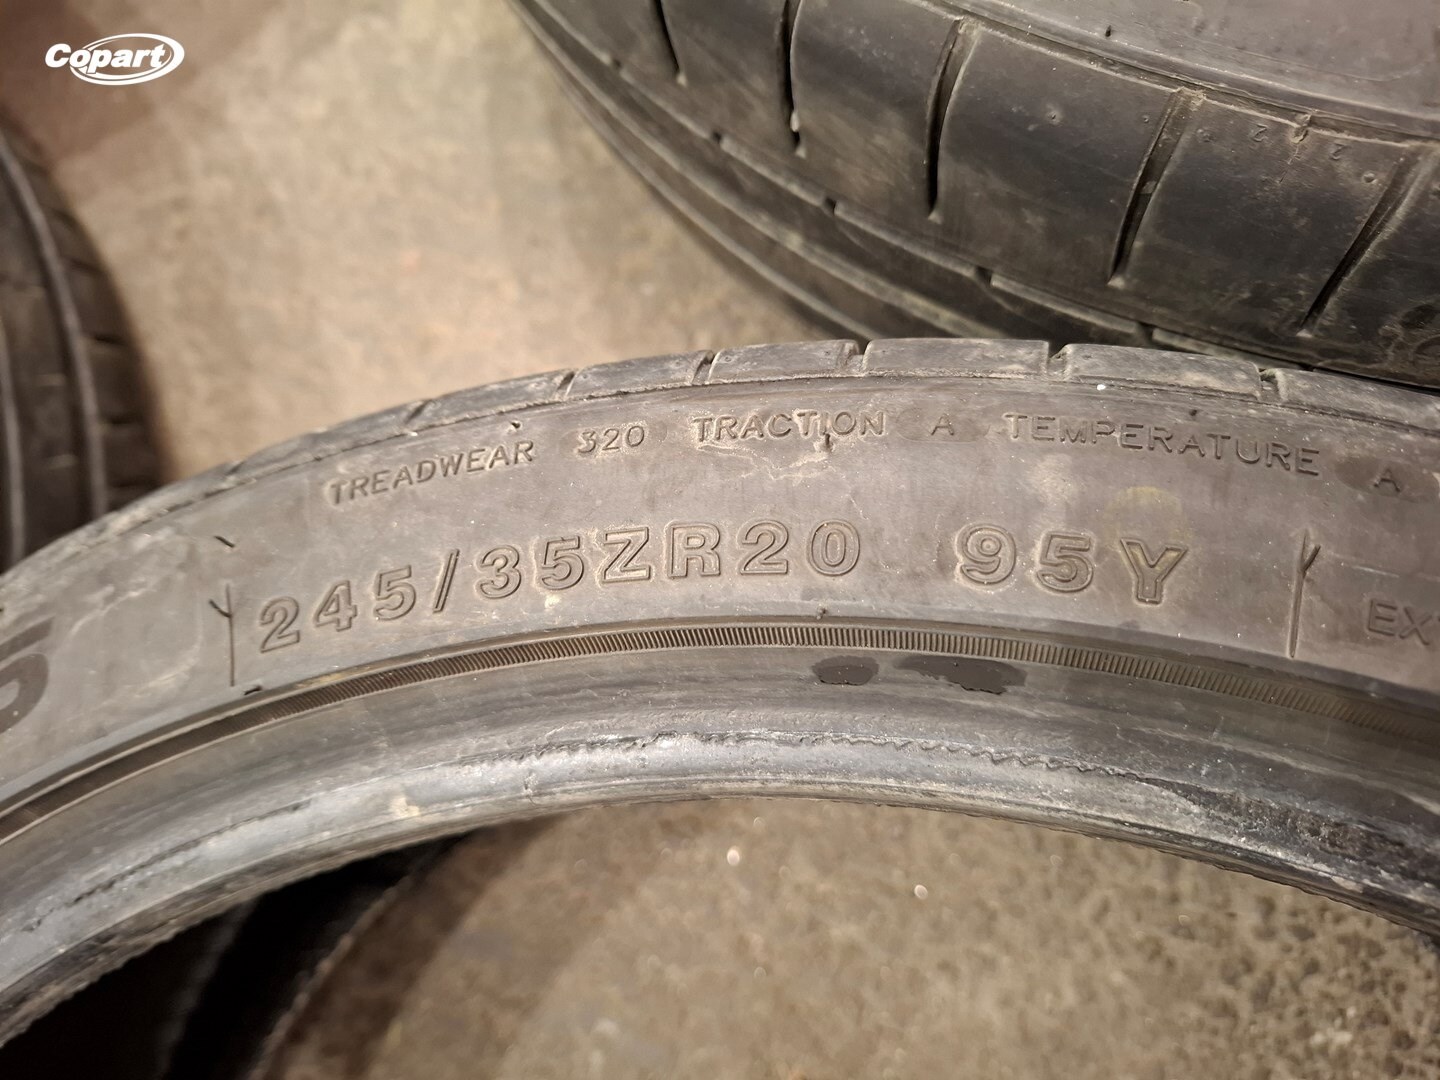 Copart
TREADWEAR 320 TRACTION A TEMPERATURE A
245/35ZR20 95Y